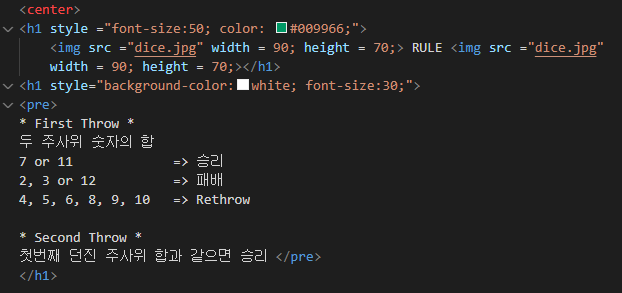 <center>
<h1 style ="font-size:50; color: #009966;">
<img src ="dice.jpg" width = 90; height = 70;> RULE <img src ="dice.jpg"
width = 90; height = 70;></h1>
<h1 style="background-color:white; font-size:30;">
<pre>
* First Throw *
두 주사위 숫자의 합
7 or 11 => 승리
2, 3 or 12 => 패배
4, 5, 6, 8, 9, 10 => Rethrow
* Second Throw *
첫번째 던진 주사위 합과 같으면 승리 </pre>
</h1>